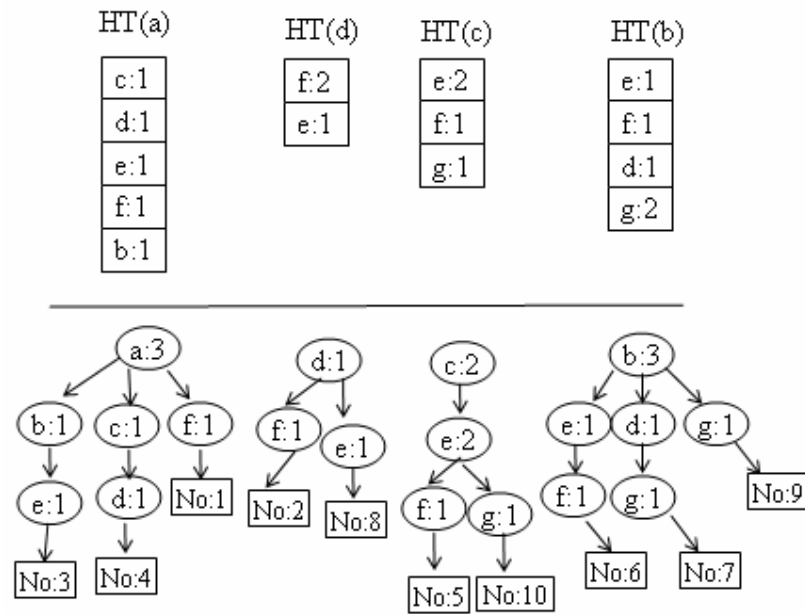 HT(a) HT(d) HT(c) HT(b)
c:1 f:2 e:2 e:1
d:1 e:1 f:1 f:1
e:1 g:1 d:1
f:1 g:2
b:1
a:3 d:1 c:2 b:3
b:1 c:1 f:1 f:1 e:1 e:2 e:1 d:1 g:1
e:1 d:1 No:1 No:2 No:8 f:1 g:1 f:1 g:1 No:9
No:3 No:4 No:5 No:10 No:6 No:7